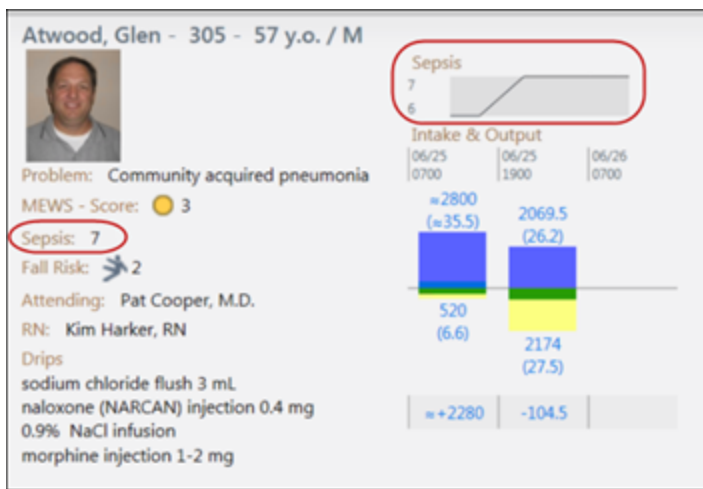 Atwood, Glen - 305 - 57 y.o. / M
Problem: Community acquired pneumonia
MEWS - Score: 3
Sepsis: 7
Fall Risk: 2
Attending: Pat Cooper, M.D.
RN: Kim Harker, RN
Drips
sodium chloride flush 3 mL
naloxone (NARCAN) injection 0.4 mg
0.9% NaCl infusion
morphine injection 1-2 mg
Sepsis
7
6
Intake & Output
06/25 06/25 06/26
0700 1900 0700
≈2800 2069.5
(≈35.5) (26.2)
520 2174
(6.6) (27.5)
≈+2280 -104.5